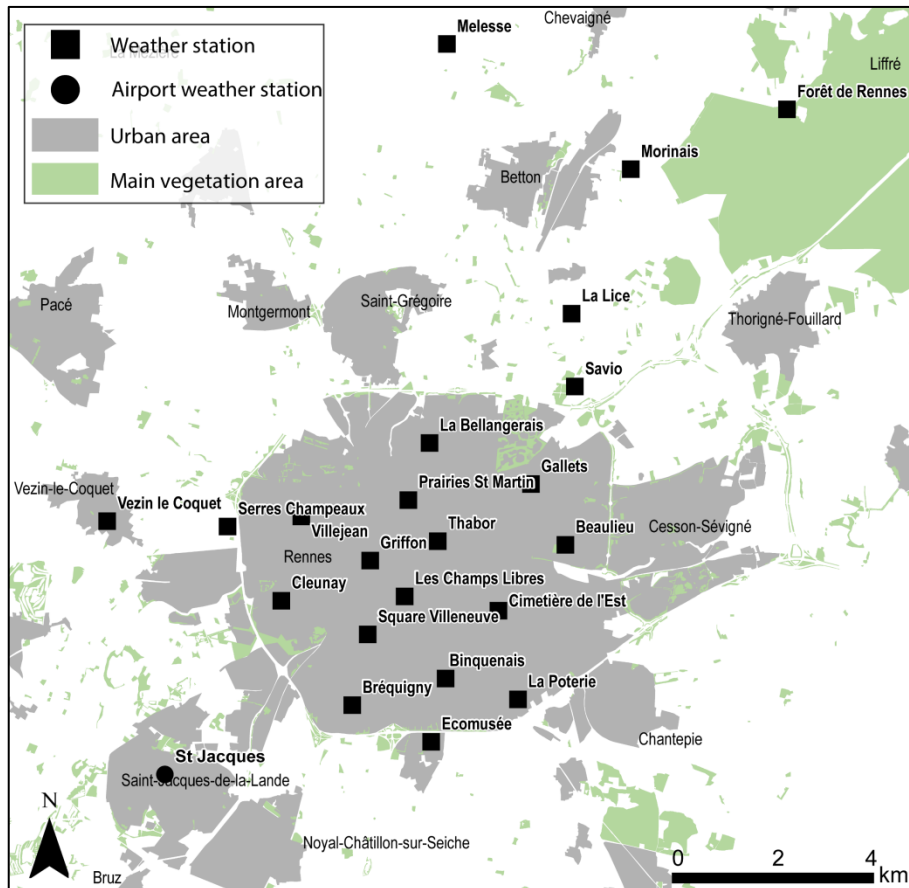 Chevaigné
Melesse
Weather station
La Mézière
Liffré
Airport weather station
Forêt de Rennes
Urban area
Morinais
Betton
Main vegetation area
Pacé
Montgermont
Saint-Grégoire
La Lice
Thorigné-Fouillard
Savio
La Bellangerais
Gallets
Prairies St Martin
Vezin-le-Coquet
Vezin le Coquet
Serres Champeaux
Villejean
Thabor
Beaulieu
Cesson-Sévigné
Griffon
Rennes
Cleunay
Les Champs Libres
Cimetière de l'Est
Square Villeneuve
Binquenais
La Poterie
Bréquigny
Ecomusée
Chantepie
St Jacques
Saint-Jacques-de-la-Lande
N
Noyal-Châtillon-sur-Seiche
Bruz
0 2 4
km